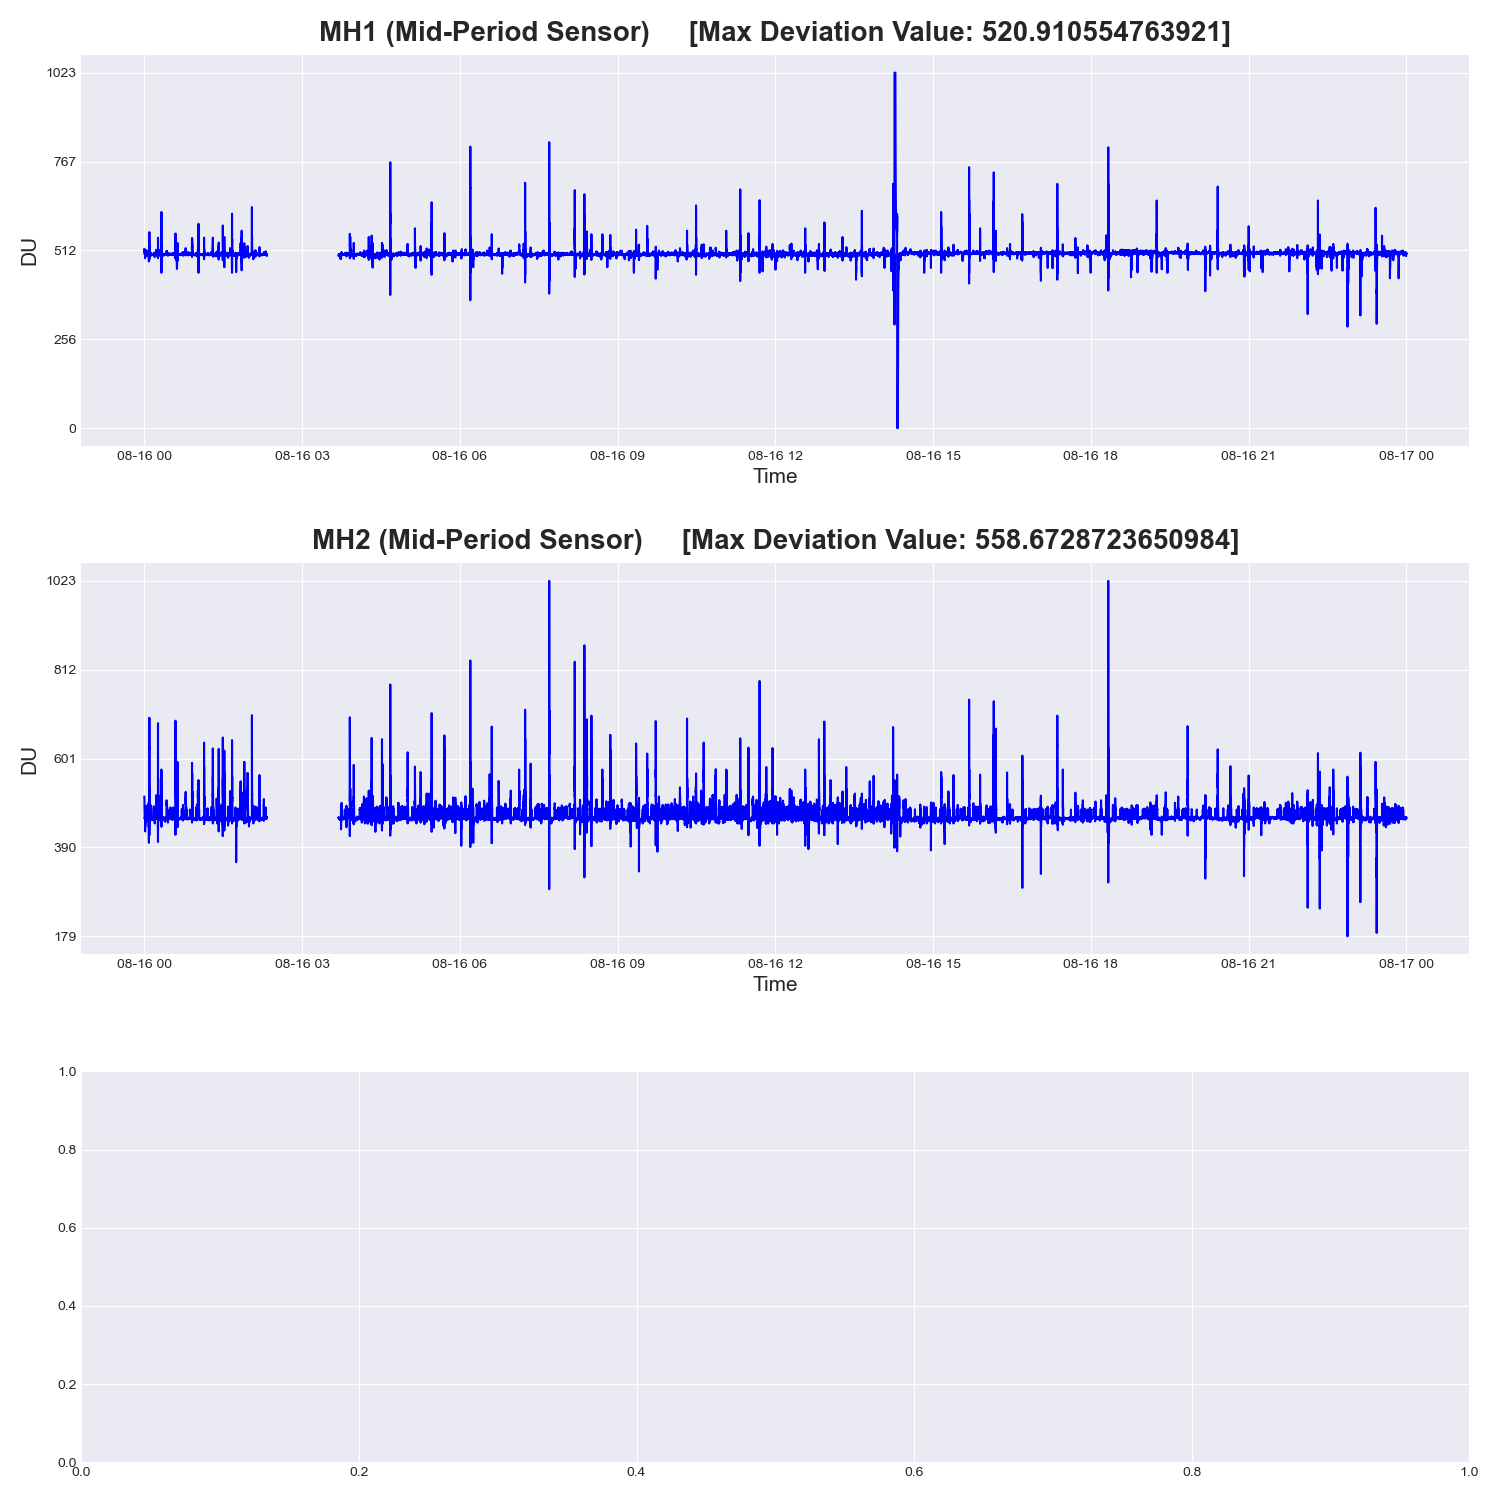 MH1 (Mid-Period Sensor) [Max Deviation Value: 520.910554763921]
1023
767
512
256
0
DU
08-16 00 08-16 03 08-16 06 08-16 09 08-16 12 08-16 15 08-16 18 08-16 21 08-17 00
Time
MH2 (Mid-Period Sensor) [Max Deviation Value: 558.6728723650984]
1023
812
601
390
179
DU
08-16 00 08-16 03 08-16 06 08-16 09 08-16 12 08-16 15 08-16 18 08-16 21 08-17 00
Time
1.0
0.8
0.6
0.4
0.2
0.0
0.0 0.2 0.4 0.6 0.8 1.0